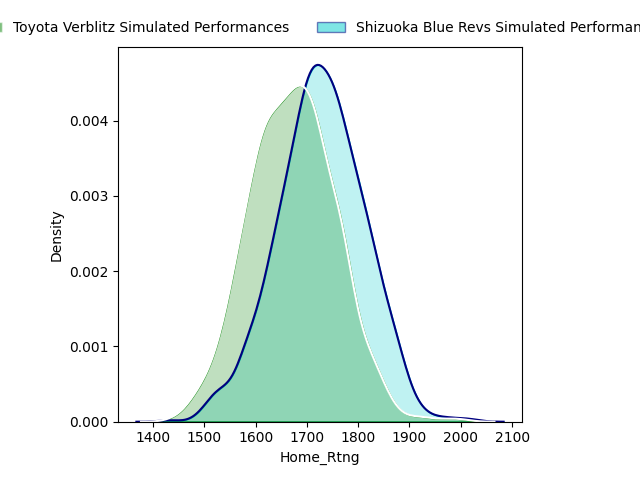 Toyota Verblitz Simulated Performances Shizuoka Blue Revs Simulated
0.004
0.003
0.002
0.001
0.000
Density
1400 1500 1600 1700 1800 1900 2000 2100
Home_Rtng